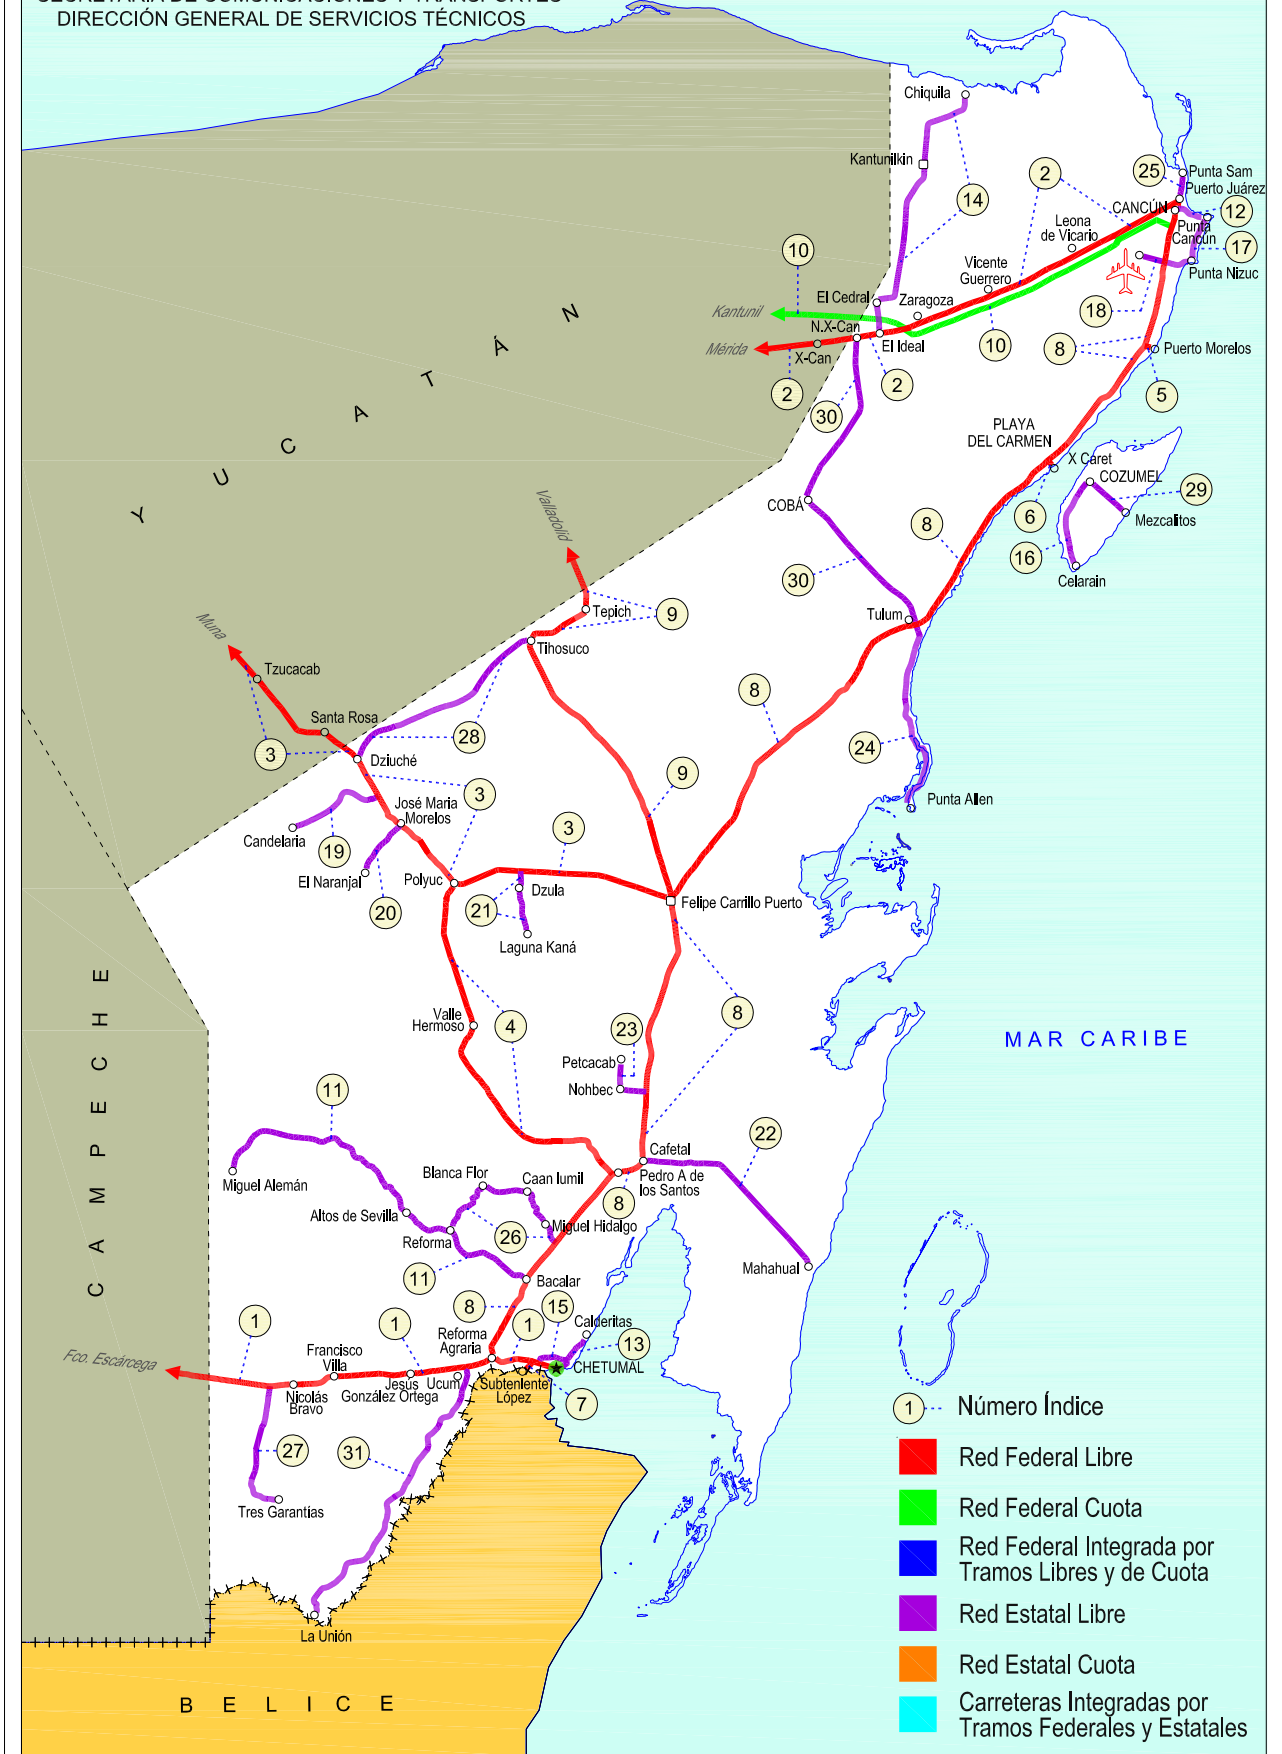 SECRETARÍA DE COMUNICACIONES Y TRANSPORTES
DIRECCIÓN GENERAL DE SERVICIOS TÉCNICOS
Chiquila
Kantunilkin
14
2
25
Punta Sam
Puerto Juárez
CANCÚN
12
Punta
Cancún
17
Punta Nizuc
Leona
de Vicario
Vicente
Guerrero
10
Kantunil
El Cedral
Zaragoza
N.X-Can
Mérida
X-Can
El Ideal
18
10
8
Puerto Morelos
2
30
2
5
YUCATÁN
PLAYA
DEL CARMEN
X Caret
COZUMEL
29
Mezcalitos
COBÁ
6
16
Celarain
8
Valladolid
30
Tepich
9
Tulum
Muna
Tihosuco
Tzucacab
8
Santa Rosa
28
3
Dziuché
24
9
3
José Maria
Morelos
Punta Allen
Candelaria
19
3
El Naranjal
Polyuc
Dzula
20
21
Felipe Carrillo Puerto
Laguna Kaná
CAMPECHE
Valle
Hermoso
4
23
8
MAR CARIBE
Petcacab
Nohbec
11
22
Cafetal
Miguel Alemán
Blanca Flor
Caan lumil
Pedro A de
los Santos
8
Altos de Sevilla
Miguel Hidalgo
Reforma
26
11
Bacalar
Mahahual
8
15
1
1
1
Calderitas
Reforma
Agraria
13
Fco. Escárcega
Francisco
Villa
CHETUMAL
Nicolás
Bravo
Jesús
González Ortega
Ucum
Subteniente
López
7
27
31
Tres Garantías
La Unión
BELICE
1
Número Índice
Red Federal Libre
Red Federal Cuota
Red Federal Integrada por
Tramos Libres y de Cuota
Red Estatal Libre
Red Estatal Cuota
Carreteras Integradas por
Tramos Federales y Estatales